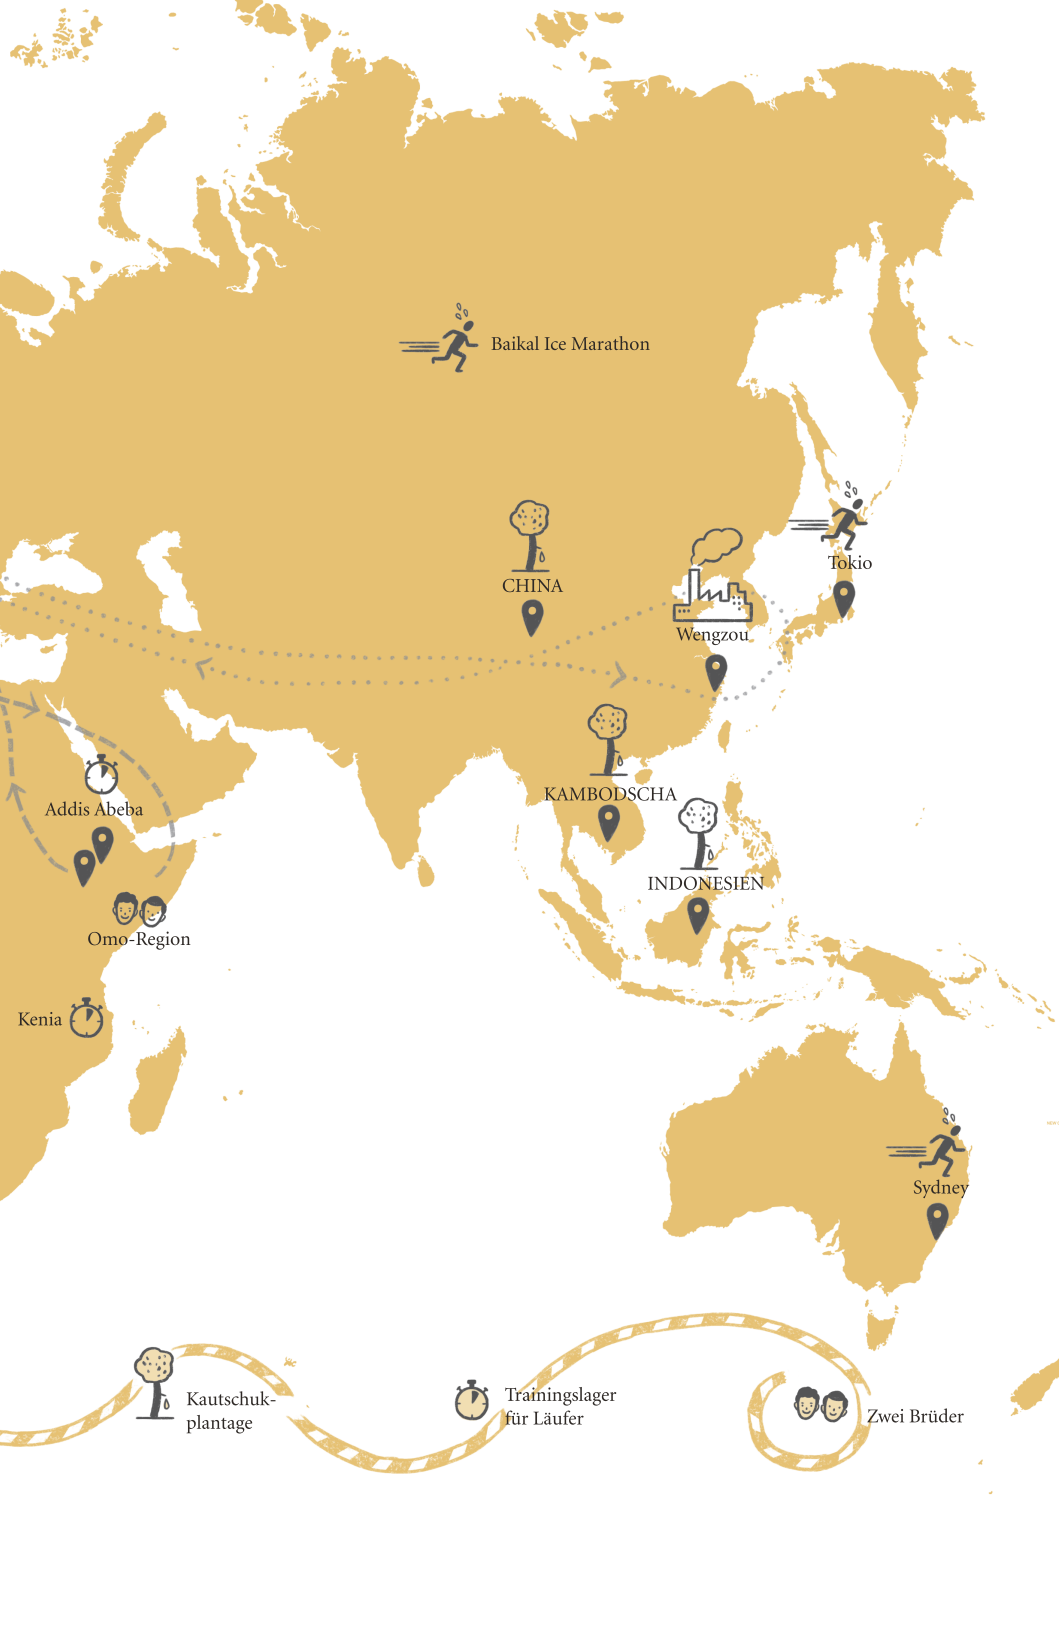 Baikal Ice Marathon
CHINA
Tokio
Wengzou
KAMBODSCHA
Addis Abeba
INDONESIEN
Omo-Region
Kenia
Sydney
Kautschuk-
plantage
Trainingslager
für Läufer
Zwei Brüder